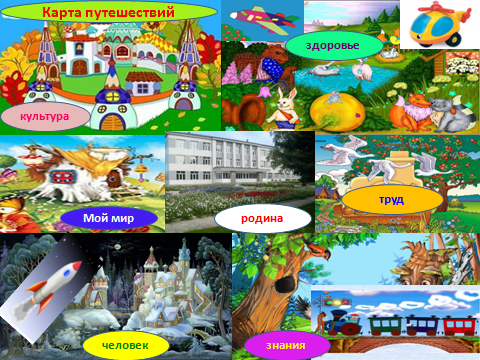 Карта путешествий
здоровье
культура
Мой мир
родина
труд
человек
знания